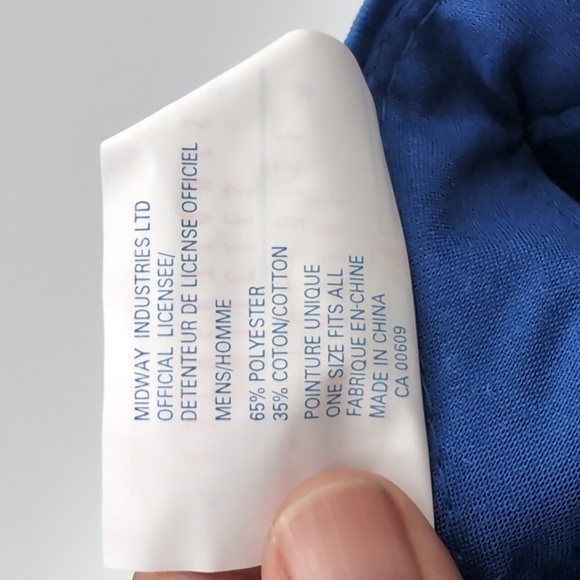 MIDWAY INDUSTRIES LTD
OFFICIAL LICENSEE/
DETENTEUR DE LICENSE OFFICIEL
MENS/HOMME
65% POLYESTER
35% COTON/COTTON
POINTURE UNIQUE
ONE SIZE FITS ALL
FABRIQUE EN-CHINE
MADE IN CHINA
CA 00609